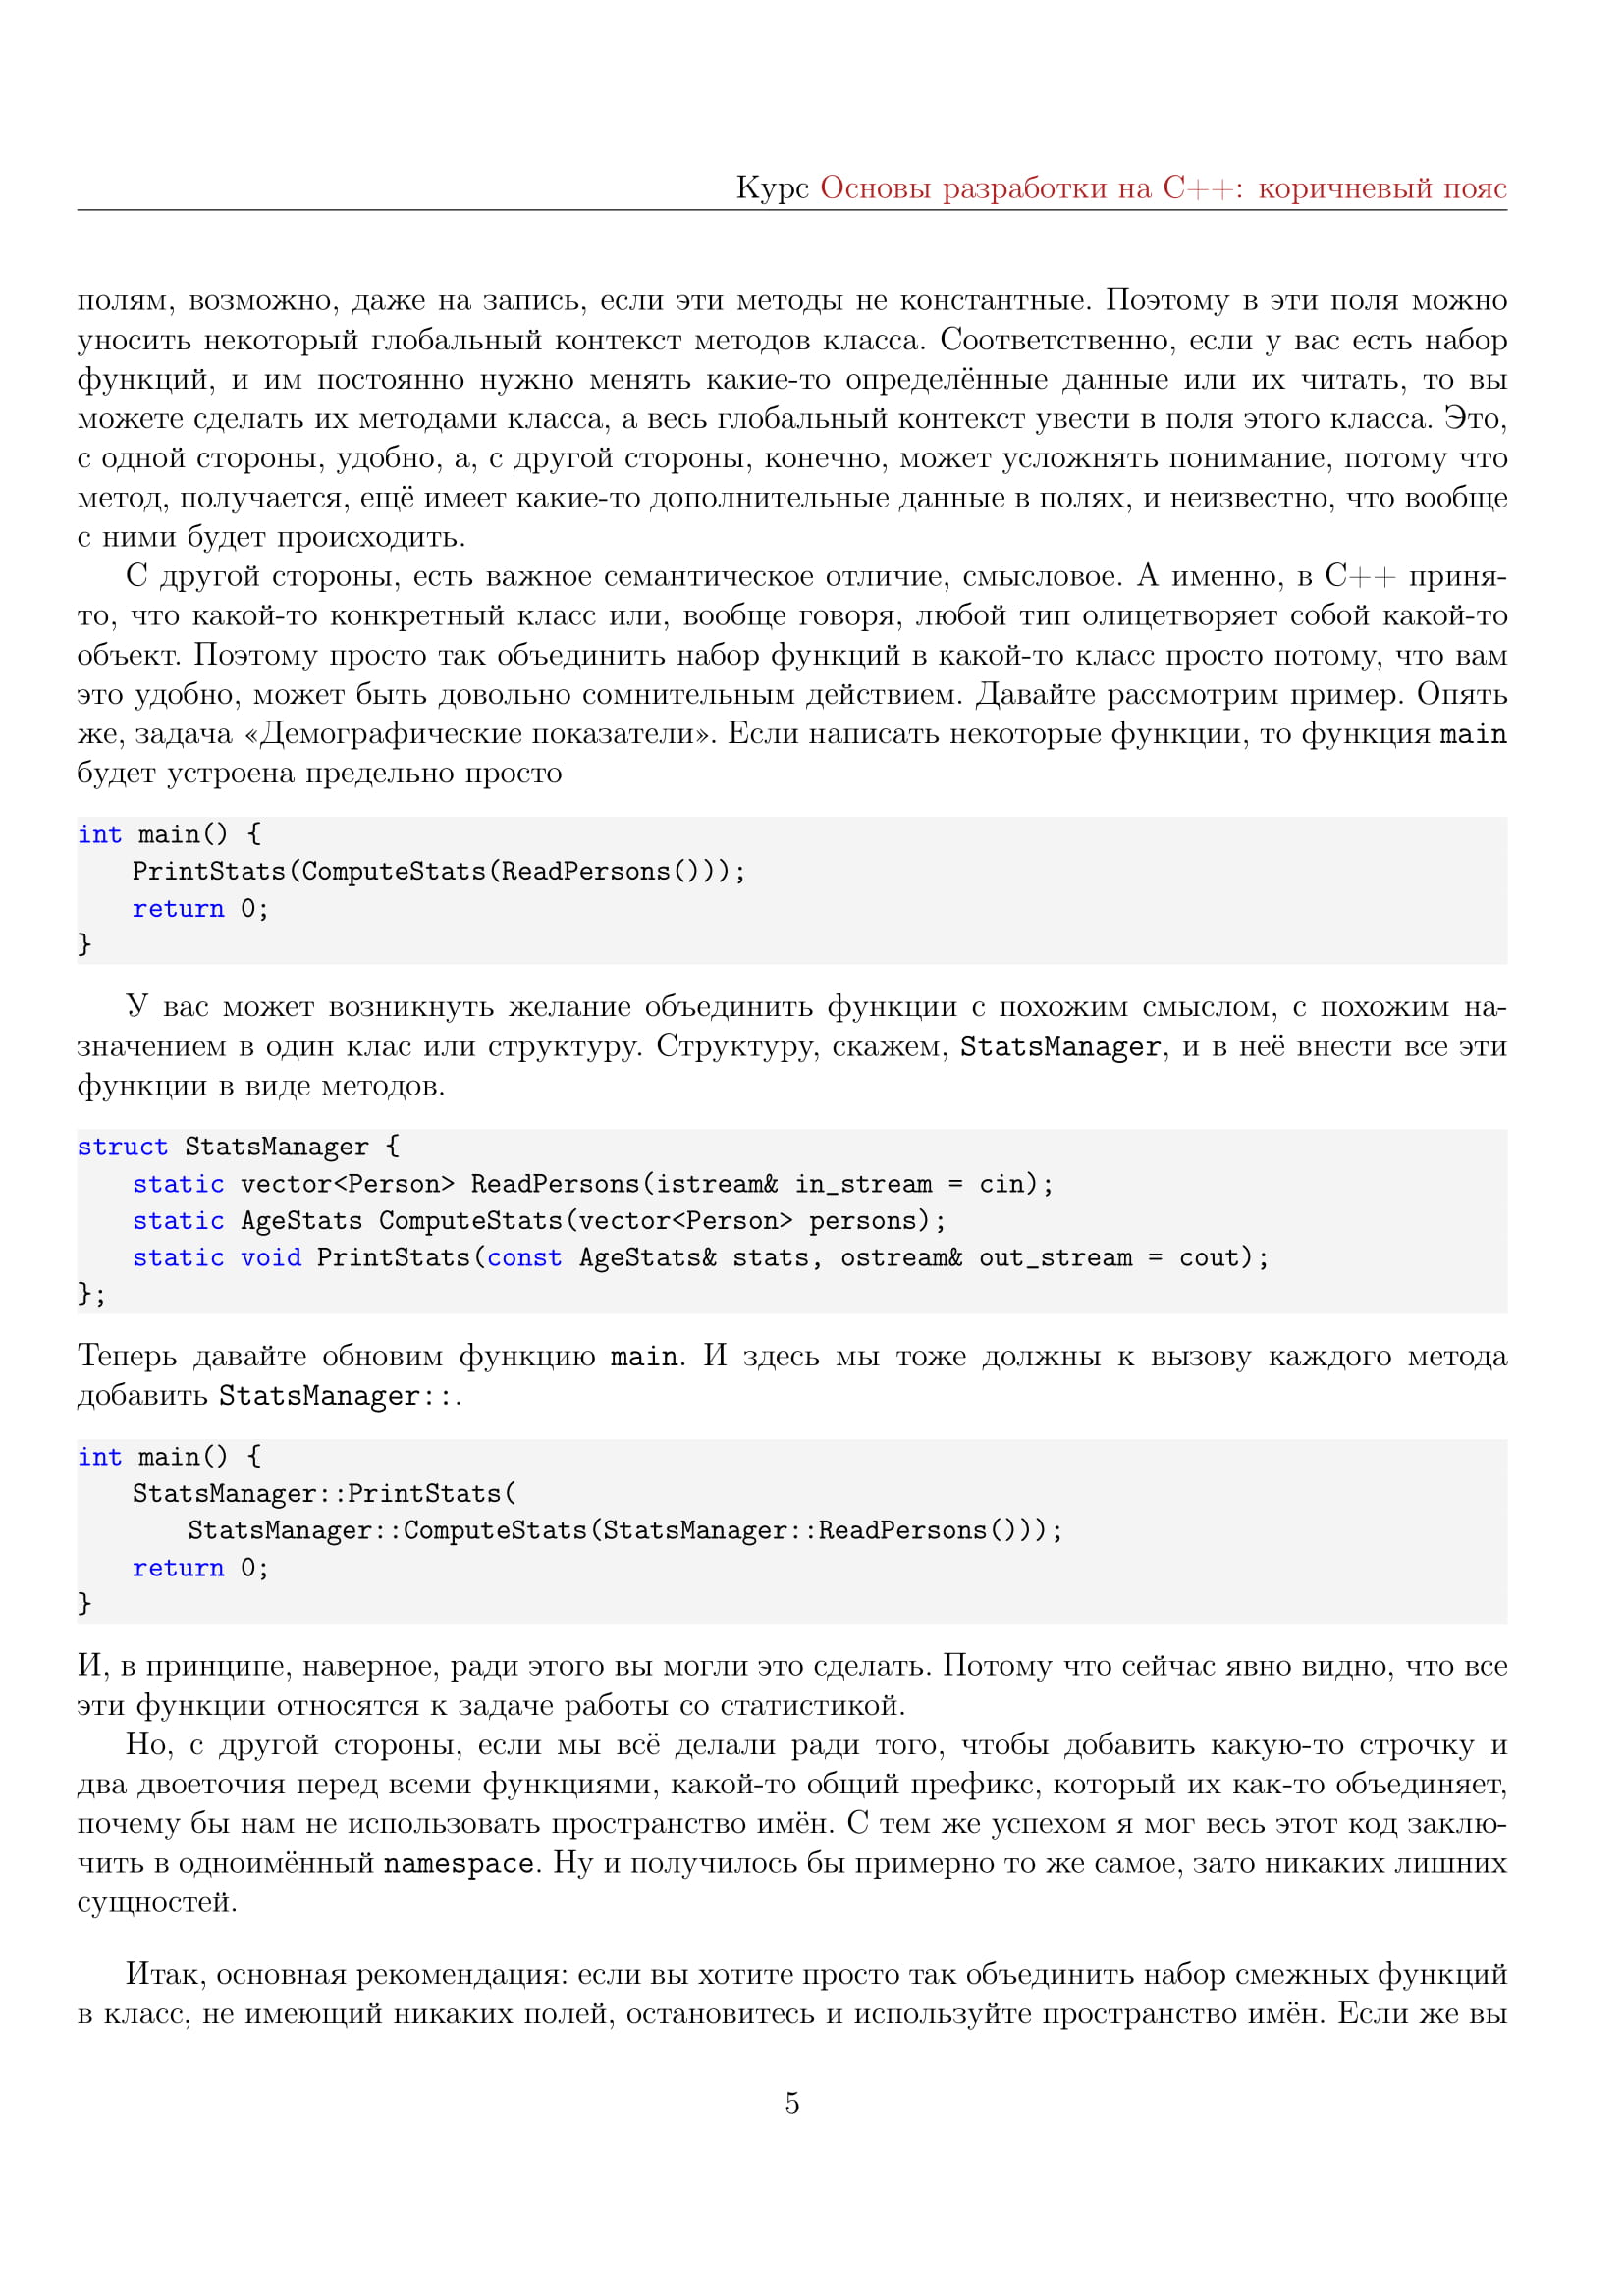 Курс Основы разработки на C++: коричневый пояс
полям, возможно, даже на запись, если эти методы не константные. Поэтому в эти поля можно
уносить некоторый глобальный контекст методов класса. Соответственно, если у вас есть набор
функций, и им постоянно нужно менять какие-то определённые данные или их читать, то вы
можете сделать их методами класса, а весь глобальный контекст увести в поля этого класса. Это,
с одной стороны, удобно, а, с другой стороны, конечно, может усложнять понимание, потому что
метод, получается, ещё имеет какие-то дополнительные данные в полях, и неизвестно, что вообще
с ними будет происходить.
С другой стороны, есть важное семантическое отличие, смысловое. А именно, в C++ приня-
то, что какой-то конкретный класс или, вообще говоря, любой тип олицетворяет собой какой-то
объект. Поэтому просто так объединить набор функций в какой-то класс просто потому, что вам
это удобно, может быть довольно сомнительным действием. Давайте рассмотрим пример. Опять
же, задача «Демографические показатели». Если написать некоторые функции, то функция main
будет устроена предельно просто
int main() {
    PrintStats(ComputeStats(ReadPersons()));
    return 0;
}
У вас может возникнуть желание объединить функции с похожим смыслом, с похожим на-
значением в один клас или структуру. Структуру, скажем, StatsManager, и в неё внести все эти
функции в виде методов.
struct StatsManager {
    static vector<Person> ReadPersons(istream& in_stream = cin);
    static AgeStats ComputeStats(vector<Person> persons);
    static void PrintStats(const AgeStats& stats, ostream& out_stream = cout);
};
Теперь давайте обновим функцию main. И здесь мы тоже должны к вызову каждого метода
добавить StatsManager::.
int main() {
    StatsManager::PrintStats(
        StatsManager::ComputeStats(StatsManager::ReadPersons()));
    return 0;
}
И, в принципе, наверное, ради этого вы могли это сделать. Потому что сейчас явно видно, что все
эти функции относятся к задаче работы со статистикой.
Но, с другой стороны, если мы всё делали ради того, чтобы добавить какую-то строчку и
два двоеточия перед всеми функциями, какой-то общий префикс, который их как-то объединяет,
почему бы нам не использовать пространство имён. С тем же успехом я мог весь этот код заклю-
чить в одноимённый namespace. Ну и получилось бы примерно то же самое, зато никаких лишних
сущностей.
Итак, основная рекомендация: если вы хотите просто так объединить набор смежных функций
в класс, не имеющий никаких полей, остановитесь и используйте пространство имён. Если же вы
5